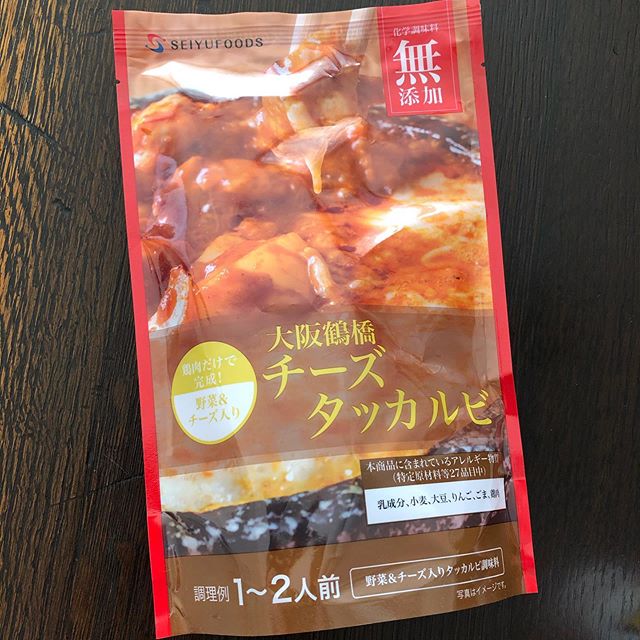 SEIYUFOODS
化学調味料
無
添加
大阪鶴橋
チーズ
タッカルビ
鶏肉だけで
完成!
野菜&
チーズ入り
本商品に含まれているアレルギー物質
(特定原材料等27品目中)
乳成分、小麦、大豆、りんご、ごま、鶏肉
調理例 1〜2人前
野菜&チーズ入りタッカルビ調味料
写真はイメージです。